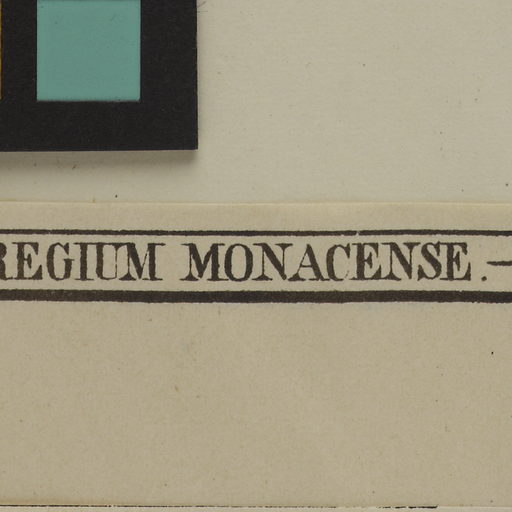 REGIUM MONACENSE. —